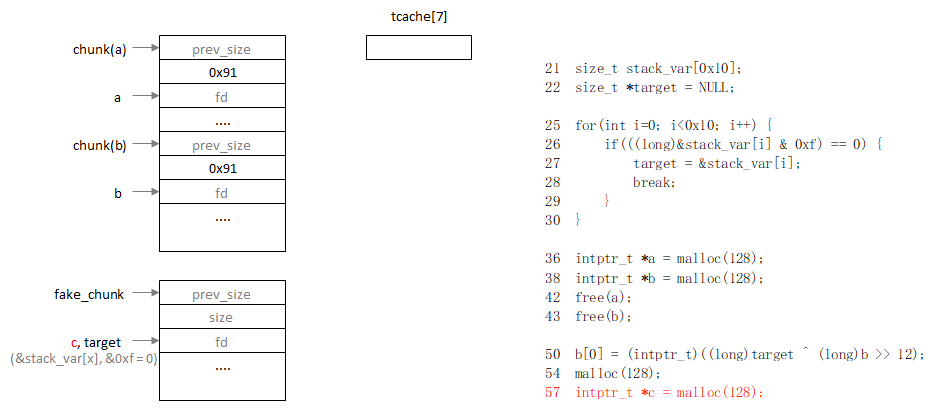 tcache[7]
chunk(a)
prev_size
0x91
a
fd
....
chunk(b)
prev_size
0x91
b
fd
....
fake_chunk
prev_size
size
c, target
fd
(&stack_var[x], &0xf = 0)
....
21 size_t stack_var[0x10];
22 size_t *target = NULL;
25 for(int i=0; i<0x10; i++) {
26 if(((long)&stack_var[i] & 0xf) == 0) {
27 target = &stack_var[i];
28 break;
29 }
30 }
36 intptr_t *a = malloc(128);
38 intptr_t *b = malloc(128);
42 free(a);
43 free(b);
50 b[0] = (intptr_t)((long)target ^ (long)b >> 12);
54 malloc(128);
57 intptr_t *c = malloc(128);